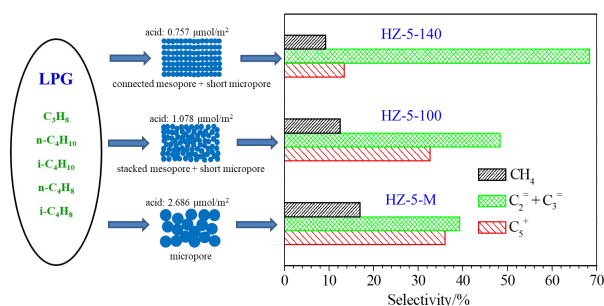 LPG
C₃H₈
n-C₄H₁₀
i-C₄H₁₀
n-C₄H₈
i-C₄H₈
acid: 0.757 μmol/m²
connected mesopore + short micropore
acid: 1.078 μmol/m²
stacked mesopore + short micropore
acid: 2.686 μmol/m²
micropore
HZ-5-140
HZ-5-100
HZ-5-M
CH₄
C₂⁼ + C₃⁼
C₅⁺
0 10 20 30 40 50 60 70
Selectivity/%